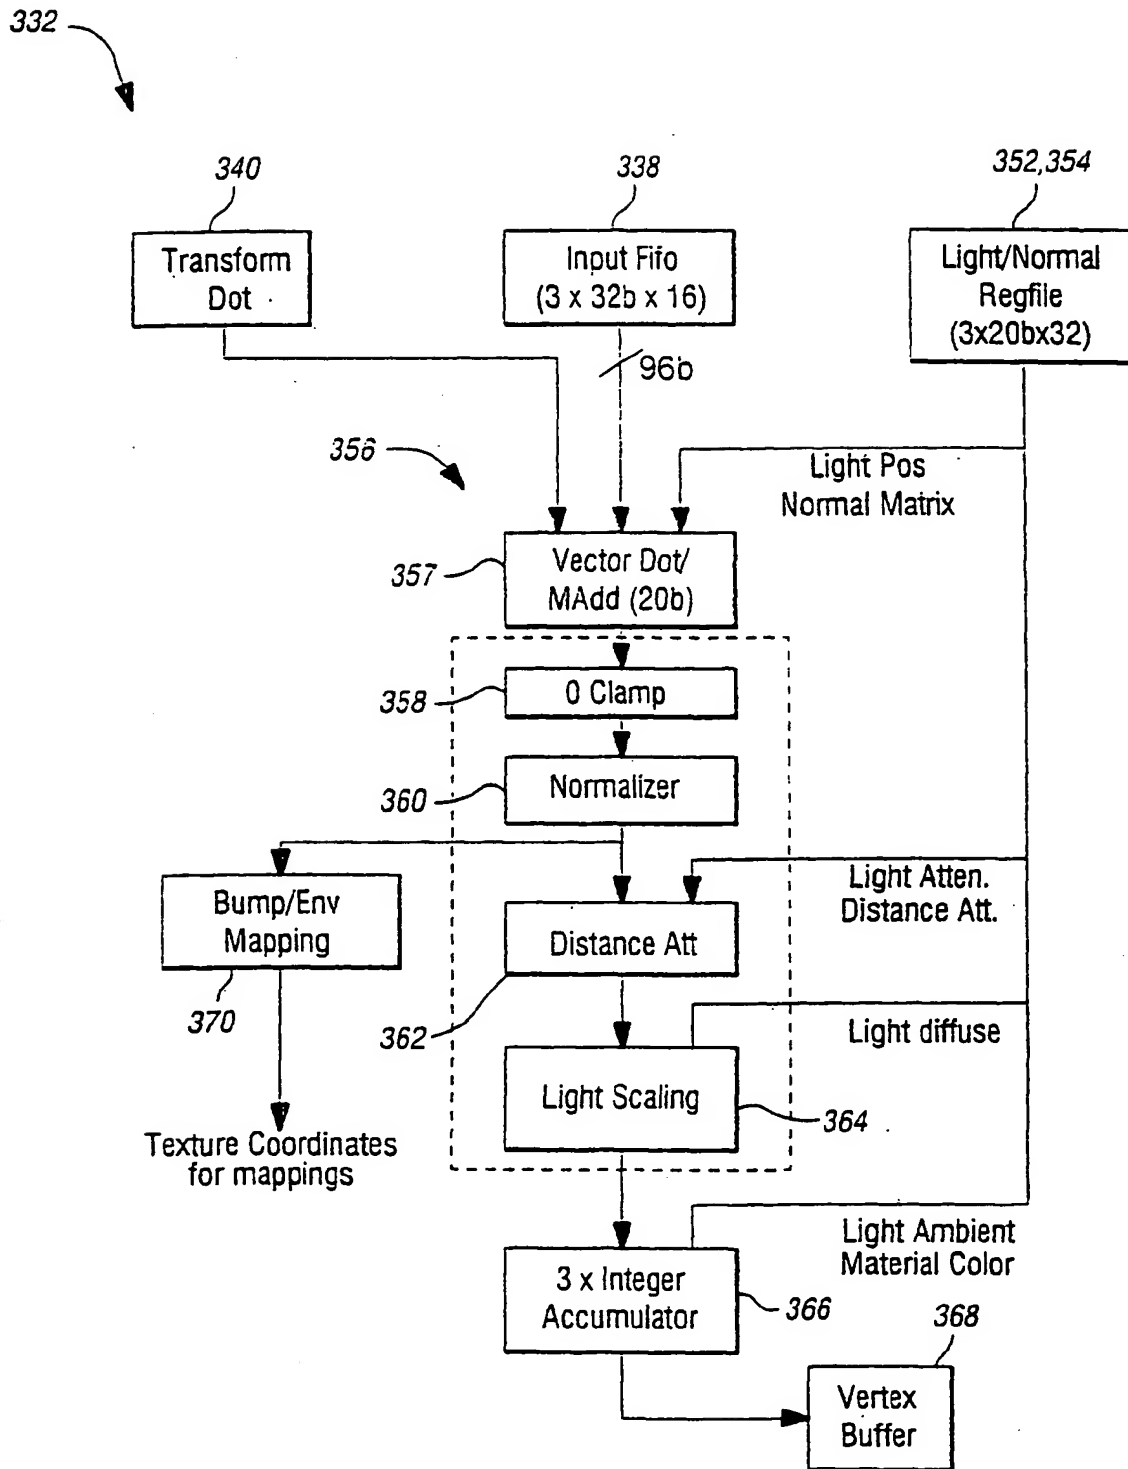 332
340
338
352,354
Transform
Dot
Input Fifo
(3 x 32b x 16)
Light/Normal
Regfile
(3x20bx32)
96b
356
Light Pos
Normal Matrix
357
Vector Dot/
MAdd (20b)
358
0 Clamp
360
Normalizer
Bump/Env
Mapping
Light Atten.
Distance Att.
Distance Att
370
362
Light diffuse
Light Scaling
364
Texture Coordinates
for mappings
Light Ambient
Material Color
3 x Integer
Accumulator
366
368
Vertex
Buffer